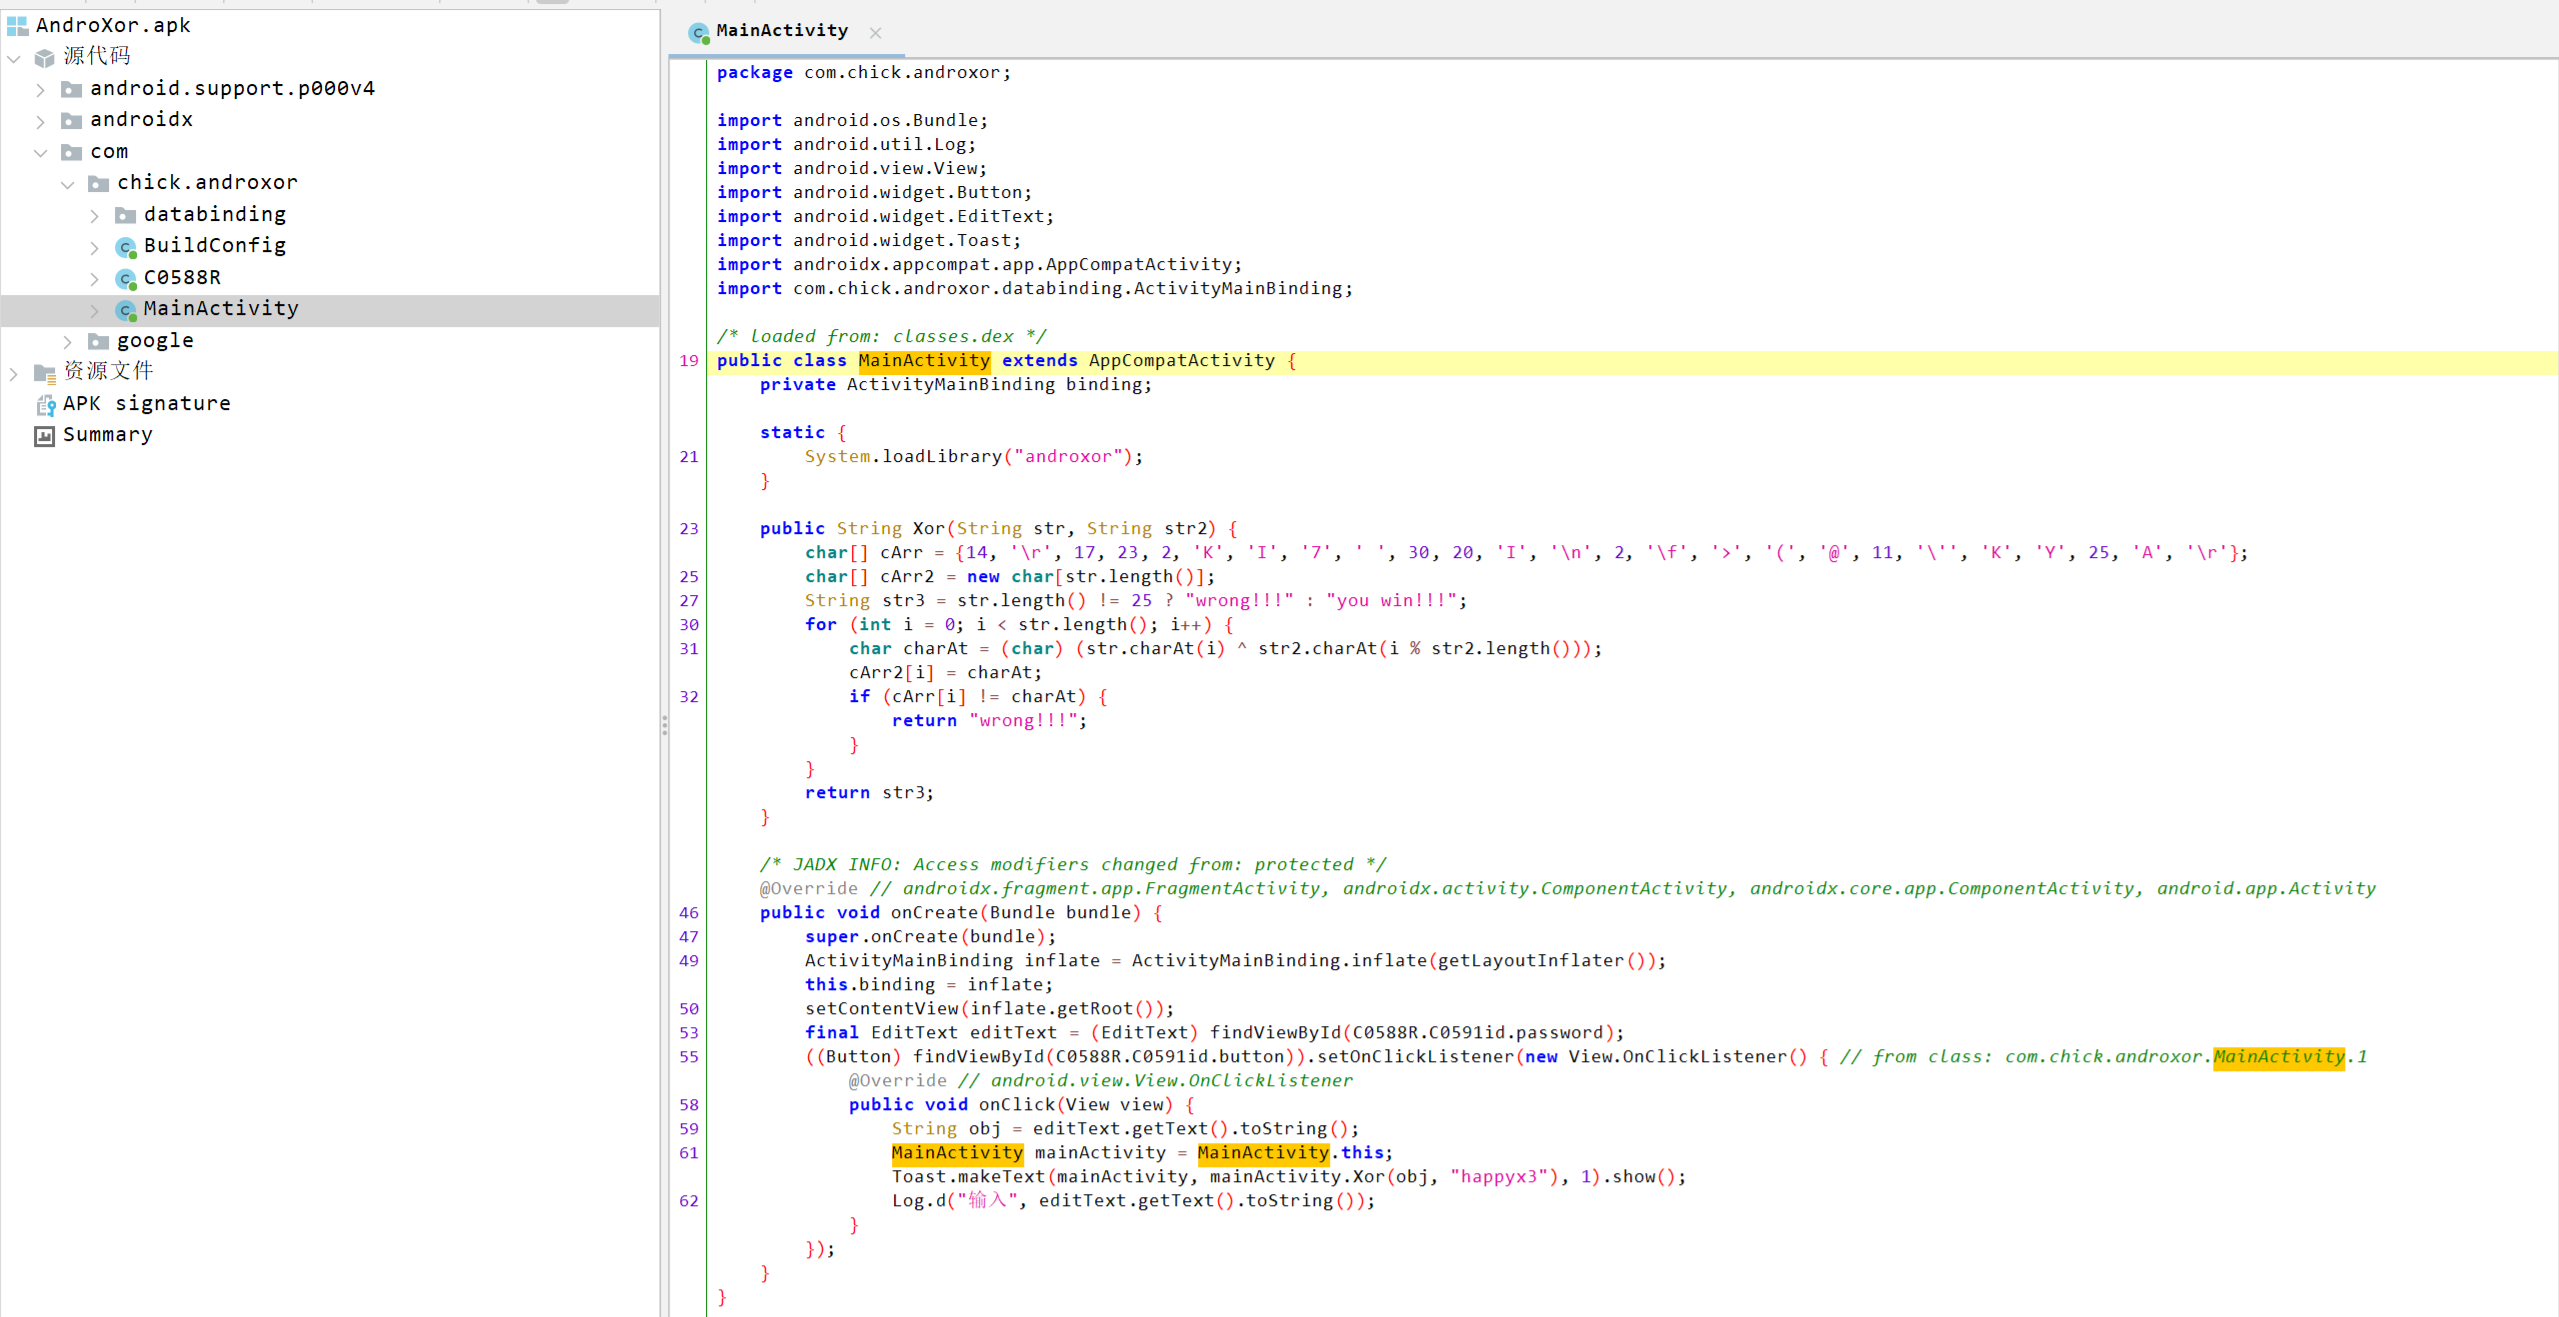 AndroXor.apk
源代码
android.support.p000v4
androidx
com
chick.androxor
databinding
BuildConfig
C0588R
MainActivity
google
资源文件
APK signature
Summary
MainActivity
package com.chick.androxor;
import android.os.Bundle;
import android.util.Log;
import android.view.View;
import android.widget.Button;
import android.widget.EditText;
import android.widget.Toast;
import androidx.appcompat.app.AppCompatActivity;
import com.chick.androxor.databinding.ActivityMainBinding;
/* loaded from: classes.dex */
19 public class MainActivity extends AppCompatActivity {
private ActivityMainBinding binding;
static {
21 System.loadLibrary("androxor");
}
23 public String Xor(String str, String str2) {
char[] cArr = {14, '\r', 17, 23, 2, 'K', 'I', '7', ' ', 30, 20, 'I', '\n', 2, '\f', '>', '(', '@', 11, '\'', 'K', 'Y', 25, 'A', '\r'};
25 char[] cArr2 = new char[str.length()];
27 String str3 = str.length() != 25 ? "wrong!!!" : "you win!!!";
30 for (int i = 0; i < str.length(); i++) {
31 char charAt = (char) (str.charAt(i) ^ str2.charAt(i % str2.length()));
cArr2[i] = charAt;
32 if (cArr[i] != charAt) {
return "wrong!!!";
}
}
return str3;
}
/* JADX INFO: Access modifiers changed from: protected */
@Override // androidx.fragment.app.FragmentActivity, androidx.activity.ComponentActivity, androidx.core.app.ComponentActivity, android.app.Activity
46 public void onCreate(Bundle bundle) {
47 super.onCreate(bundle);
49 ActivityMainBinding inflate = ActivityMainBinding.inflate(getLayoutInflater());
this.binding = inflate;
50 setContentView(inflate.getRoot());
53 final EditText editText = (EditText) findViewById(C0588R.C0591id.password);
55 ((Button) findViewById(C0588R.C0591id.button)).setOnClickListener(new View.OnClickListener() { // from class: com.chick.androxor.MainActivity.1
@Override // android.view.View.OnClickListener
58 public void onClick(View view) {
59 String obj = editText.getText().toString();
61 MainActivity mainActivity = MainActivity.this;
Toast.makeText(mainActivity, mainActivity.Xor(obj, "happyx3"), 1).show();
62 Log.d("输入", editText.getText().toString());
}
});
}
}